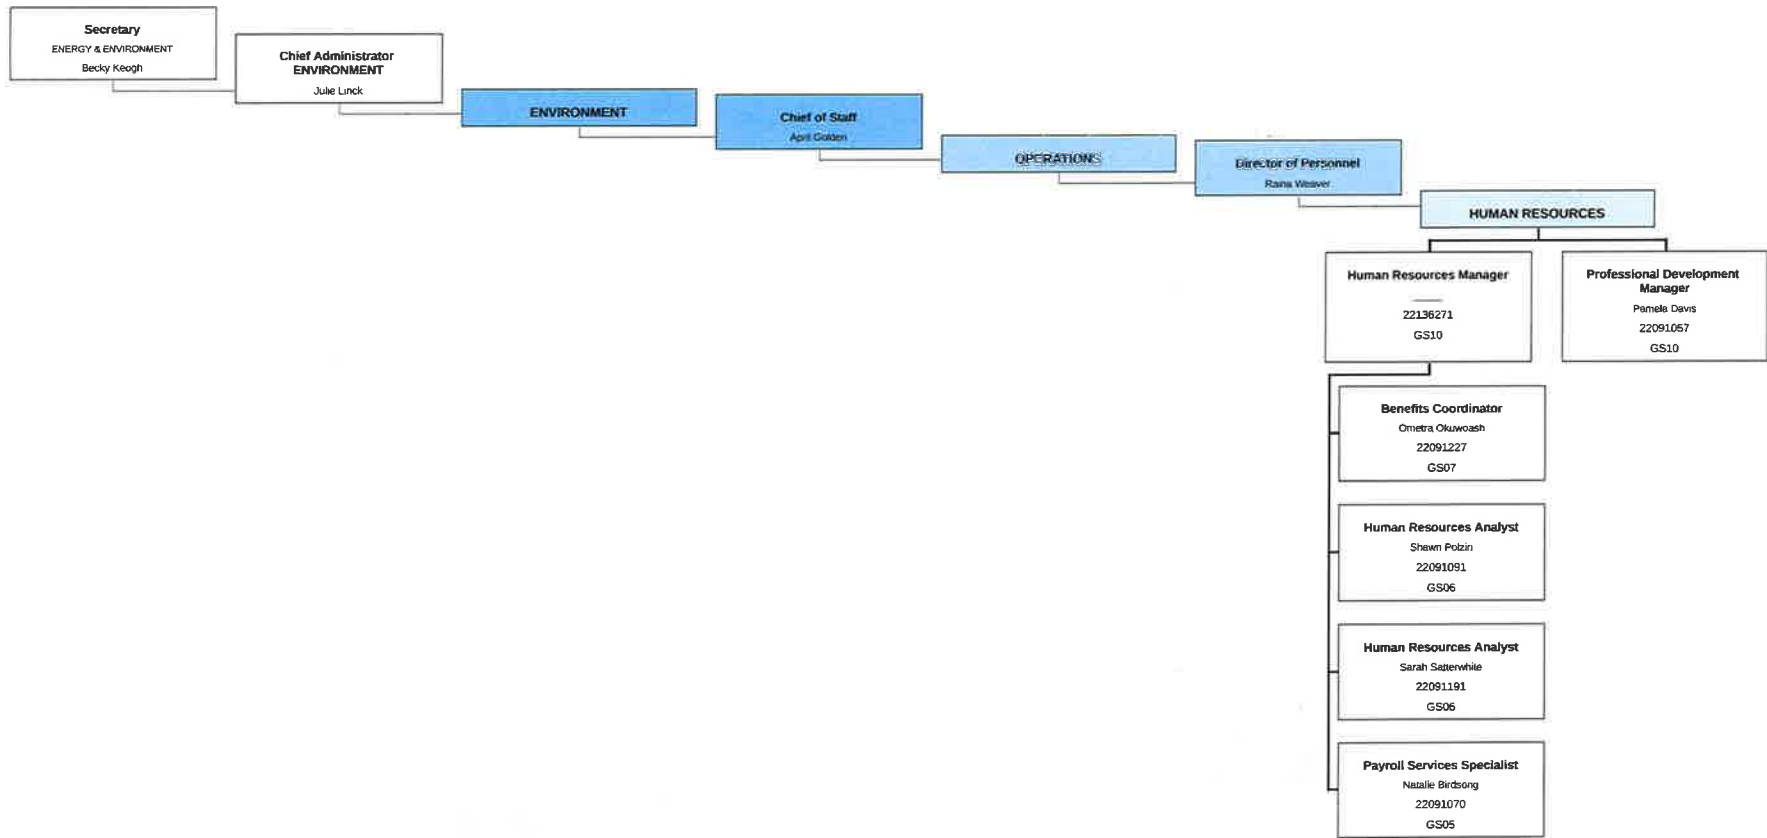 Secretary
ENERGY & ENVIRONMENT
Becky Keogh
Chief Administrator
ENVIRONMENT
Julie Linck
ENVIRONMENT
Chief of Staff
April Golden
OPERATIONS
Director of Personnel
Raina Weaver
HUMAN RESOURCES
Human Resources Manager
22136271
GS10
Professional Development
Manager
Pamela Davis
22091057
GS10
Benefits Coordinator
Ometra Okuwoash
22091227
GS07
Human Resources Analyst
Shawn Polzin
22091091
GS06
Human Resources Analyst
Sarah Satterwhite
22091191
GS06
Payroll Services Specialist
Natalie Birdsong
22091070
GS05